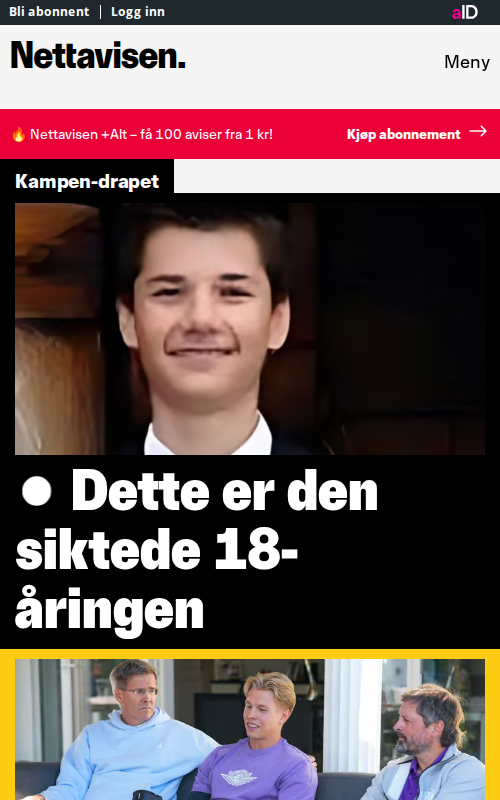 Bli abonnent | Logg inn
aID
Nettavisen.
Meny
🔥 Nettavisen +Alt – få 100 aviser fra 1 kr!
Kjøp abonnement →
Kampen-drapet
● Dette er den
siktede 18-
åringen